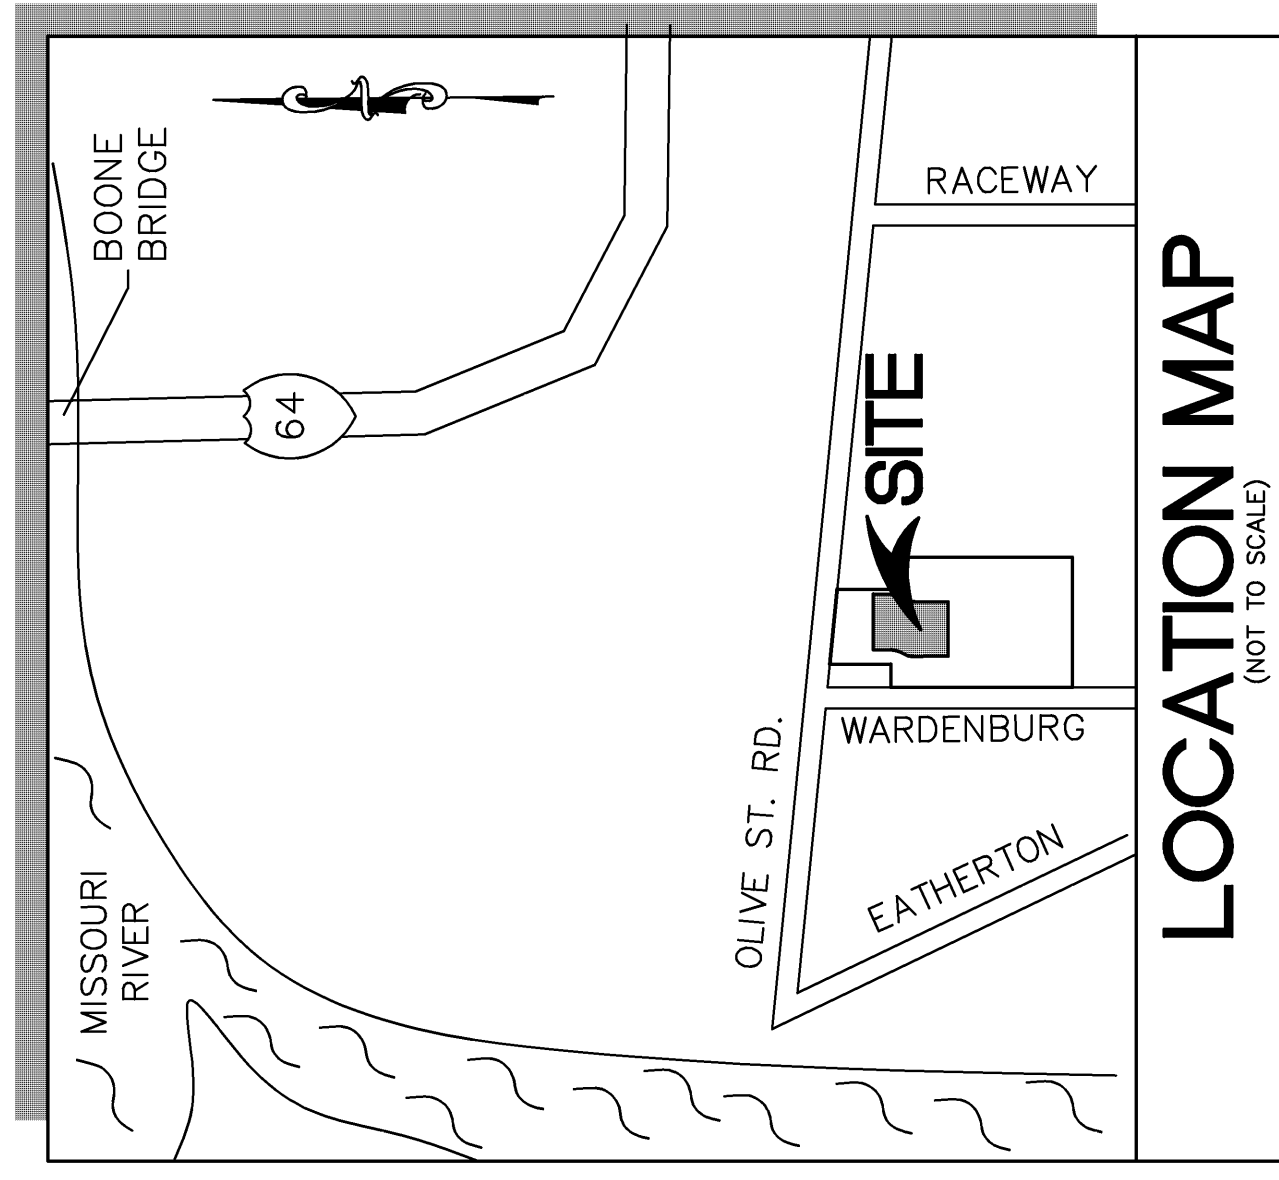 BOONE
BRIDGE
64
MISSOURI
RIVER
OLIVE ST. RD.
RACEWAY
SITE
WARDENBURG
EATHERTON
LOCATION MAP
(NOT TO SCALE)